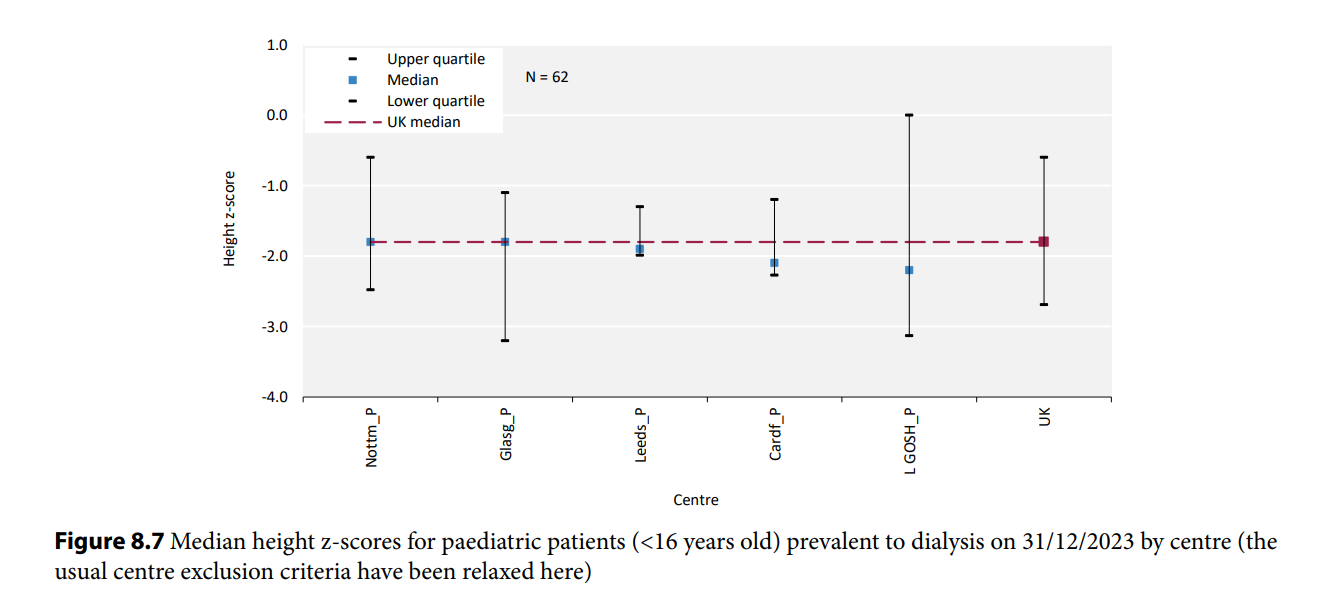 1.0
Upper quartile
Median
N = 62
Lower quartile
0.0
UK median
-1.0
Height z-score
-2.0
-3.0
-4.0
Nottm_P
Glasg_P
Leeds_P
Cardf_P
L GOSH_P
UK
Centre
Figure 8.7 Median height z-scores for paediatric patients (<16 years old) prevalent to dialysis on 31/12/2023 by centre (the
usual centre exclusion criteria have been relaxed here)